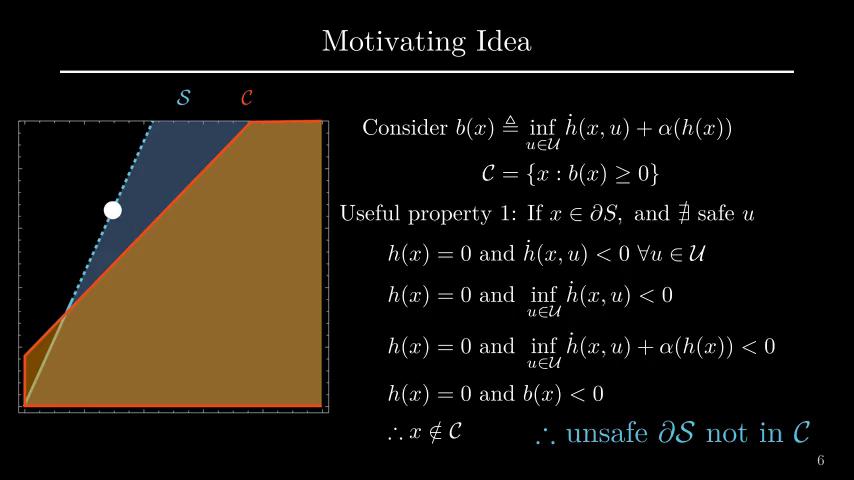 Motivating Idea
𝒮 𝒞
Consider b(x) ≜ inf_{u∈𝒰} ḣ(x, u) + α(h(x))
𝒞 = {x : b(x) ≥ 0}
Useful property 1: If x ∈ ∂S, and ∄ safe u
h(x) = 0 and ḣ(x, u) < 0 ∀u ∈ 𝒰
h(x) = 0 and inf_{u∈𝒰} ḣ(x, u) < 0
h(x) = 0 and inf_{u∈𝒰} ḣ(x, u) + α(h(x)) < 0
h(x) = 0 and b(x) < 0
∴ x ∉ 𝒞
∴ unsafe ∂𝒮 not in 𝒞
6